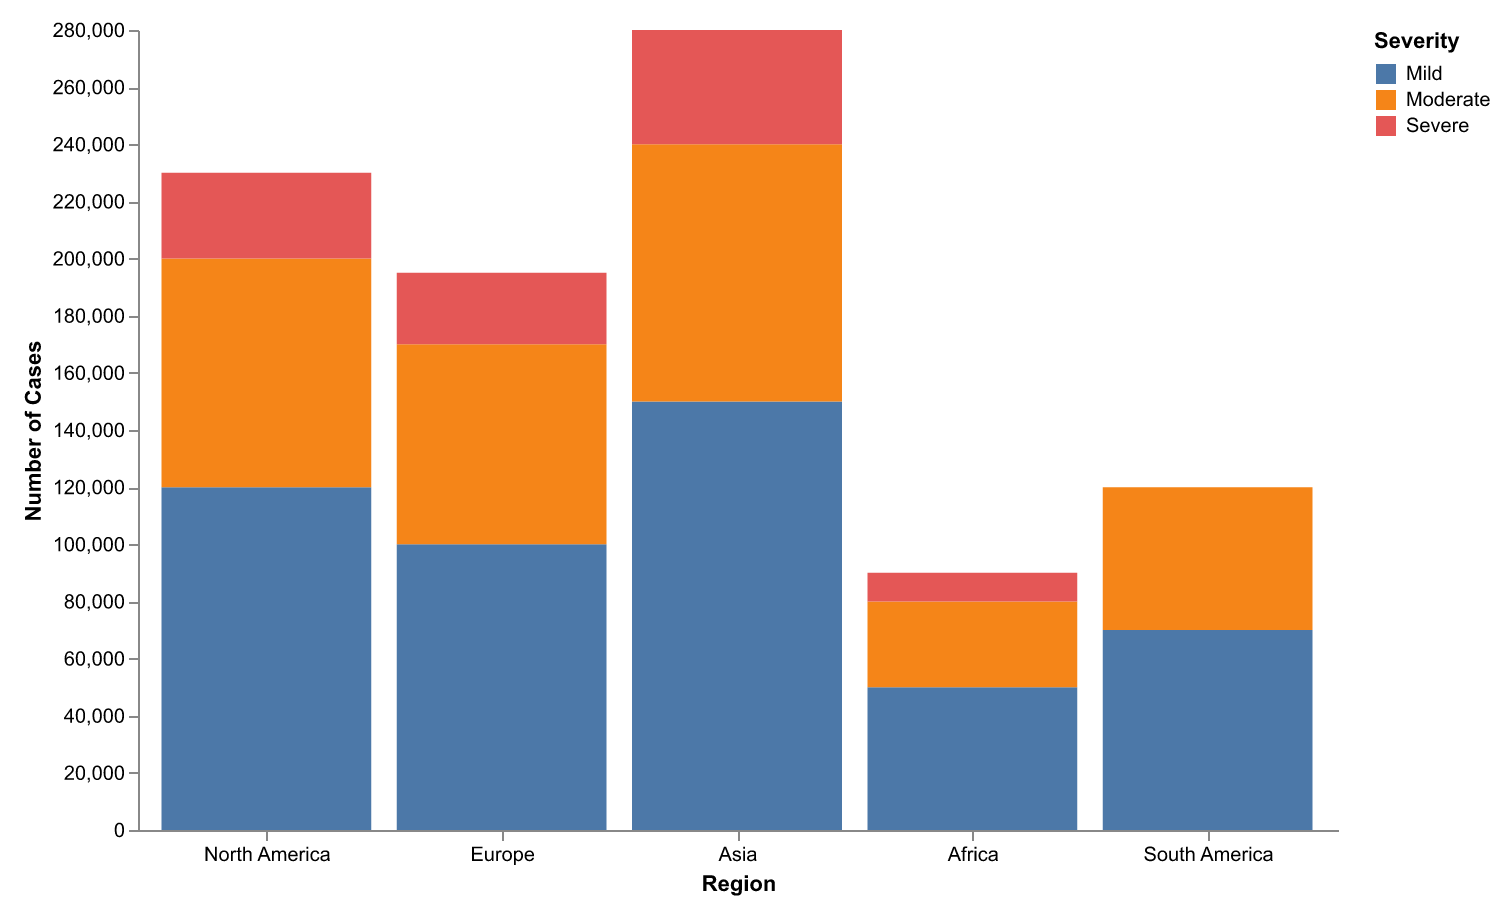 280,000
260,000
240,000
220,000
200,000
180,000
160,000
140,000
120,000
100,000
80,000
60,000
40,000
20,000
0
Number of Cases
North America
Europe
Asia
Africa
South America
Region
Severity
Mild
Moderate
Severe